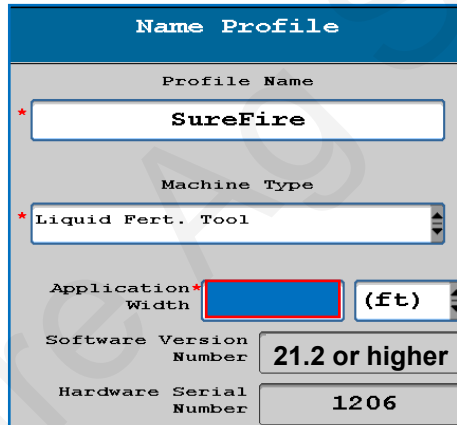 Name Profile
Profile Name
*
SureFire
Machine Type
*
Liquid Fert. Tool
Application*
Width
(ft)
Software Version
Number
21.2 or higher
Hardware Serial
Number
1206